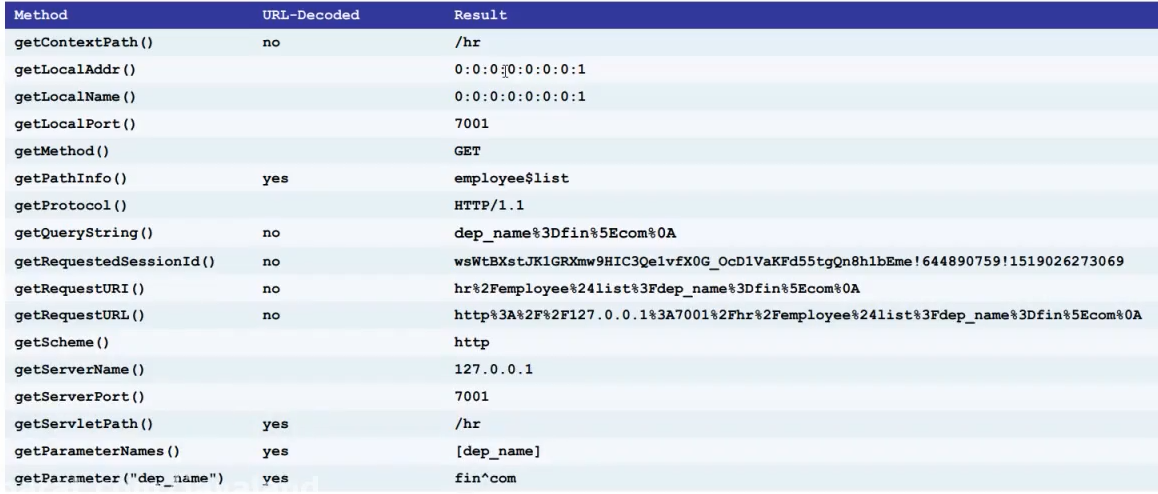 Method URL-Decoded Result
getContextPath() no /hr
getLocalAddr() 0:0:0:0:0:0:0:1
getLocalName() 0:0:0:0:0:0:0:1
getLocalPort() 7001
getMethod() GET
getPathInfo() yes employee$list
getProtocol() HTTP/1.1
getQueryString() no dep_name%3Dfin%5Ecom%0A
getRequestedSessionId() no wsWtBXstJK1GRXmw9HIC3Qe1vfX0G_OcD1VaKFd55tgQn8h1bEme!644890759!1519026273069
getRequestURI() no hr%2Femployee%24list%3Fdep_name%3Dfin%5Ecom%0A
getRequestURL() no http%3A%2F%2F127.0.0.1%3A7001%2Fhr%2Femployee%24list%3Fdep_name%3Dfin%5Ecom%0A
getScheme() http
getServerName() 127.0.0.1
getServerPort() 7001
getServletPath() yes /hr
getParameterNames() yes [dep_name]
getParameter("dep_name") yes fin^com